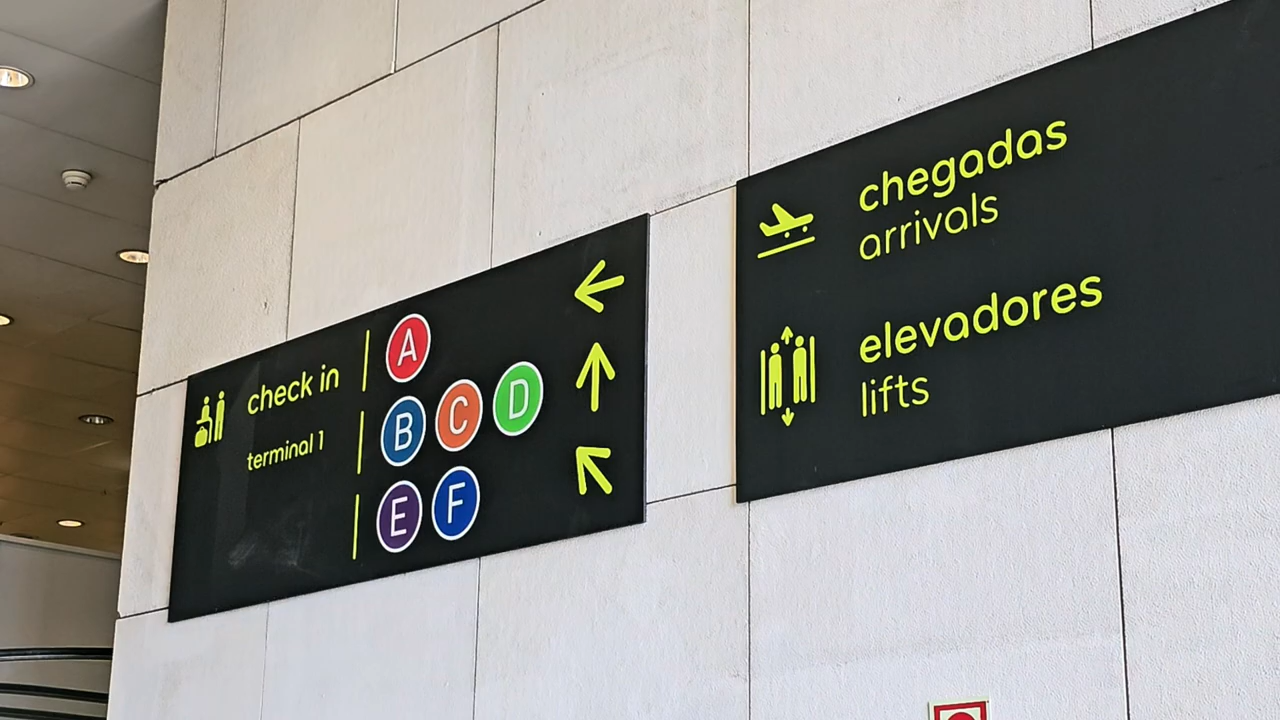 check in
terminal 1
A
B C D
E F
chegadas
arrivals
elevadores
lifts